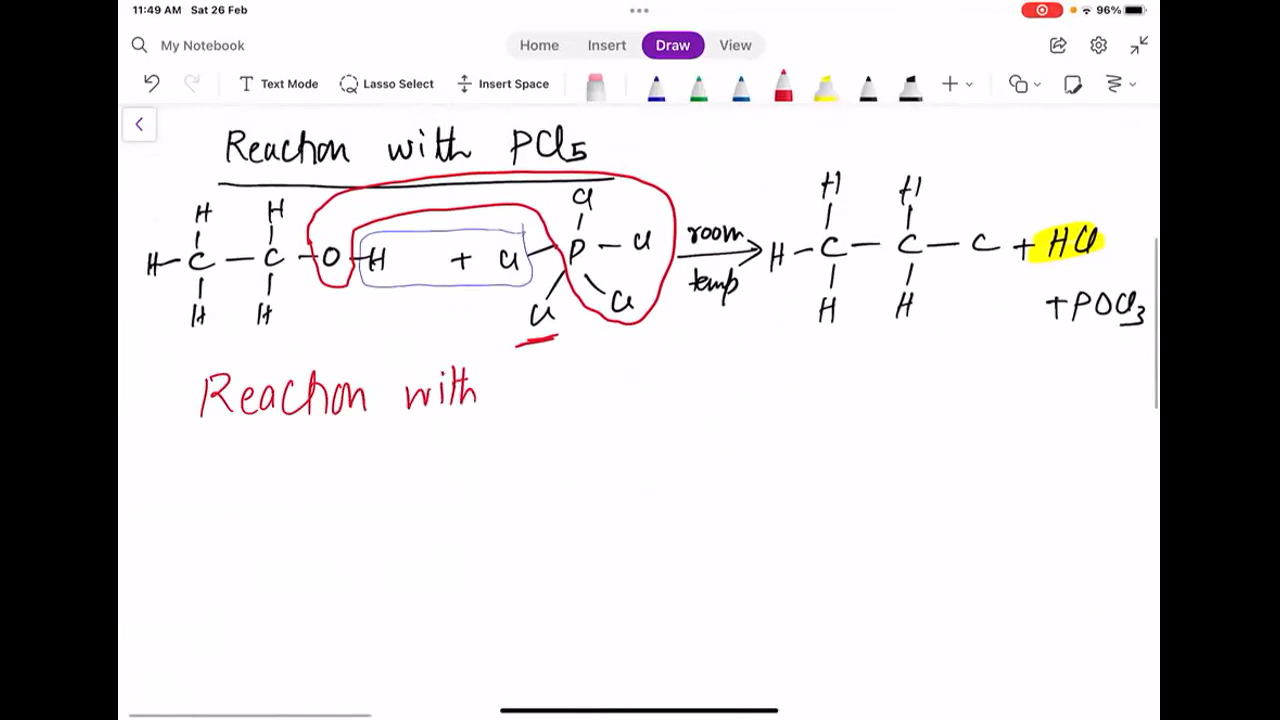 11:49 AM Sat 26 Feb
96%
My Notebook
Home Insert Draw View
Text Mode Lasso Select Insert Space
Reaction with PCl5
H H
H-C-C-O-H + Cl P-Cl
Cl
H H
Cl Cl
room temp
H H
H-C-C-C + HCl
H H
+POCl3
Reaction with